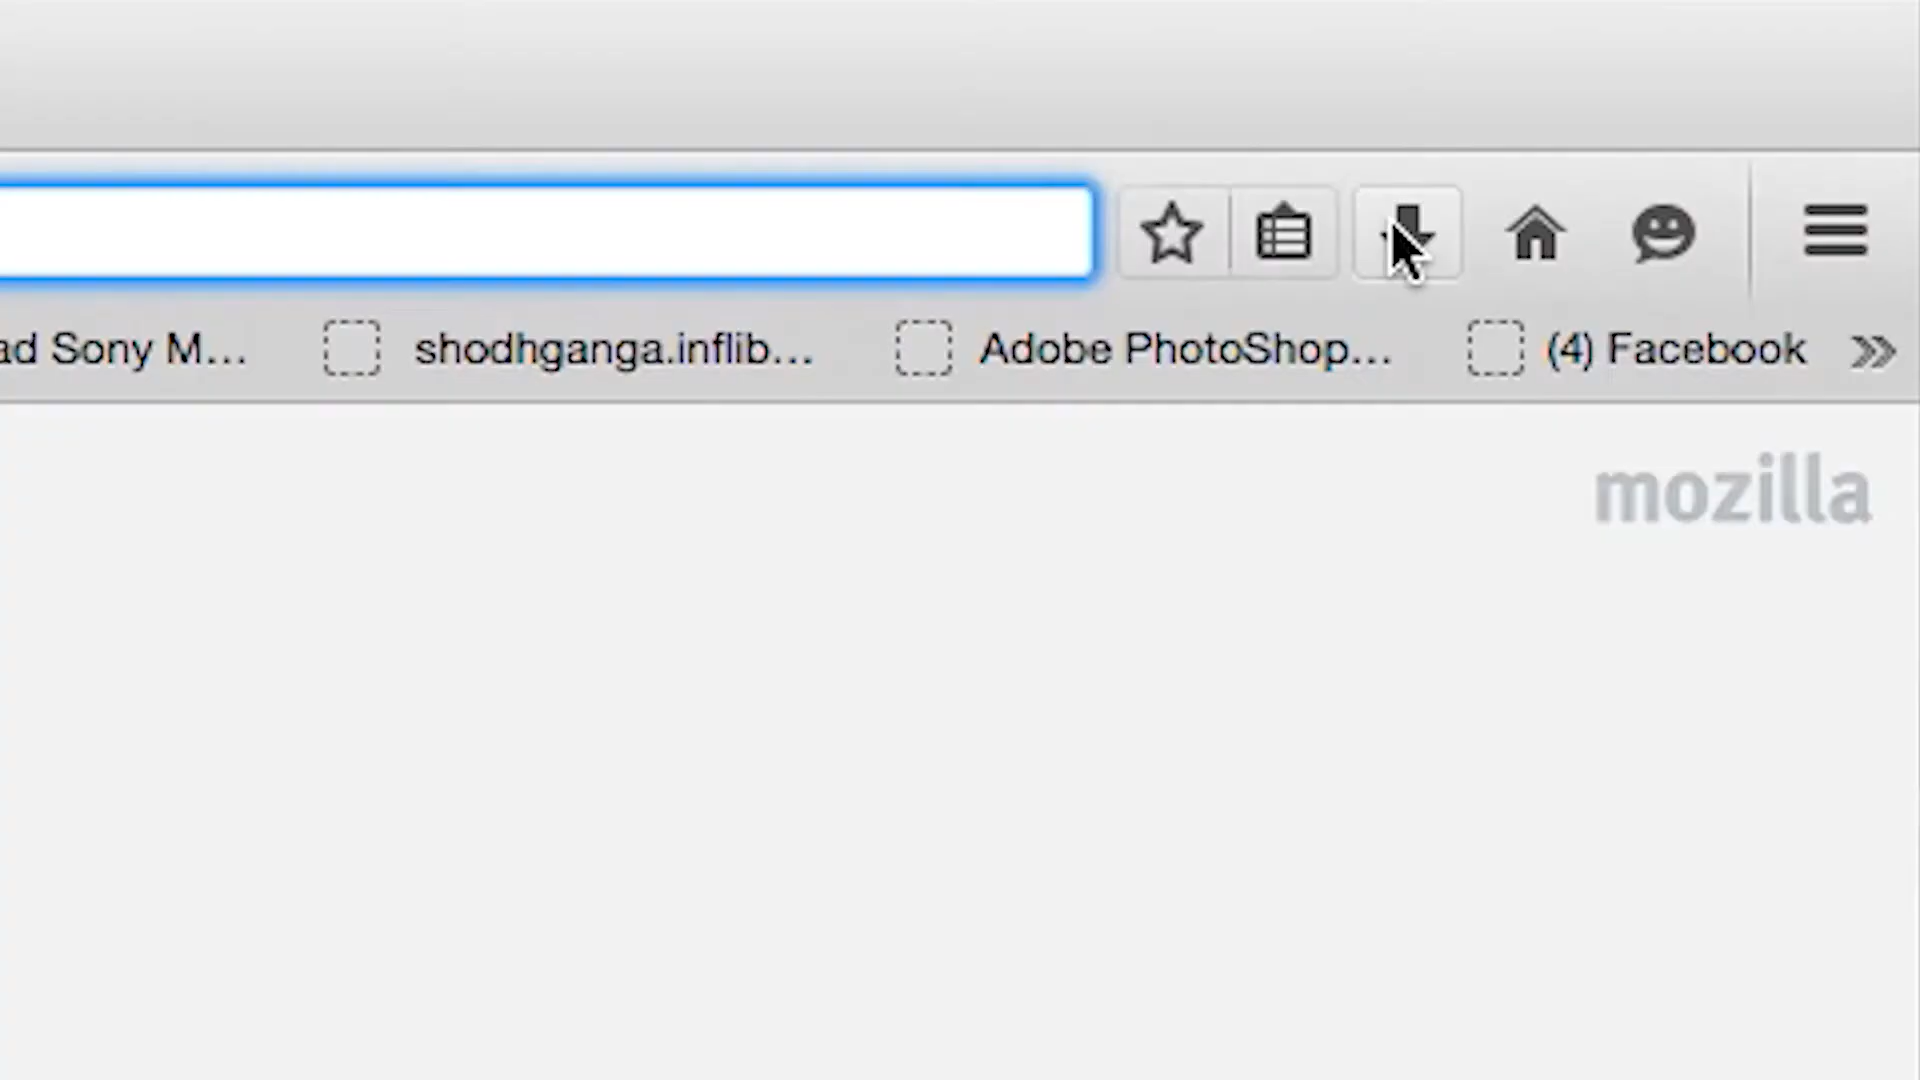 ad Sony M...
shodhganga.inflib...
Adobe PhotoShop...
(4) Facebook
mozilla